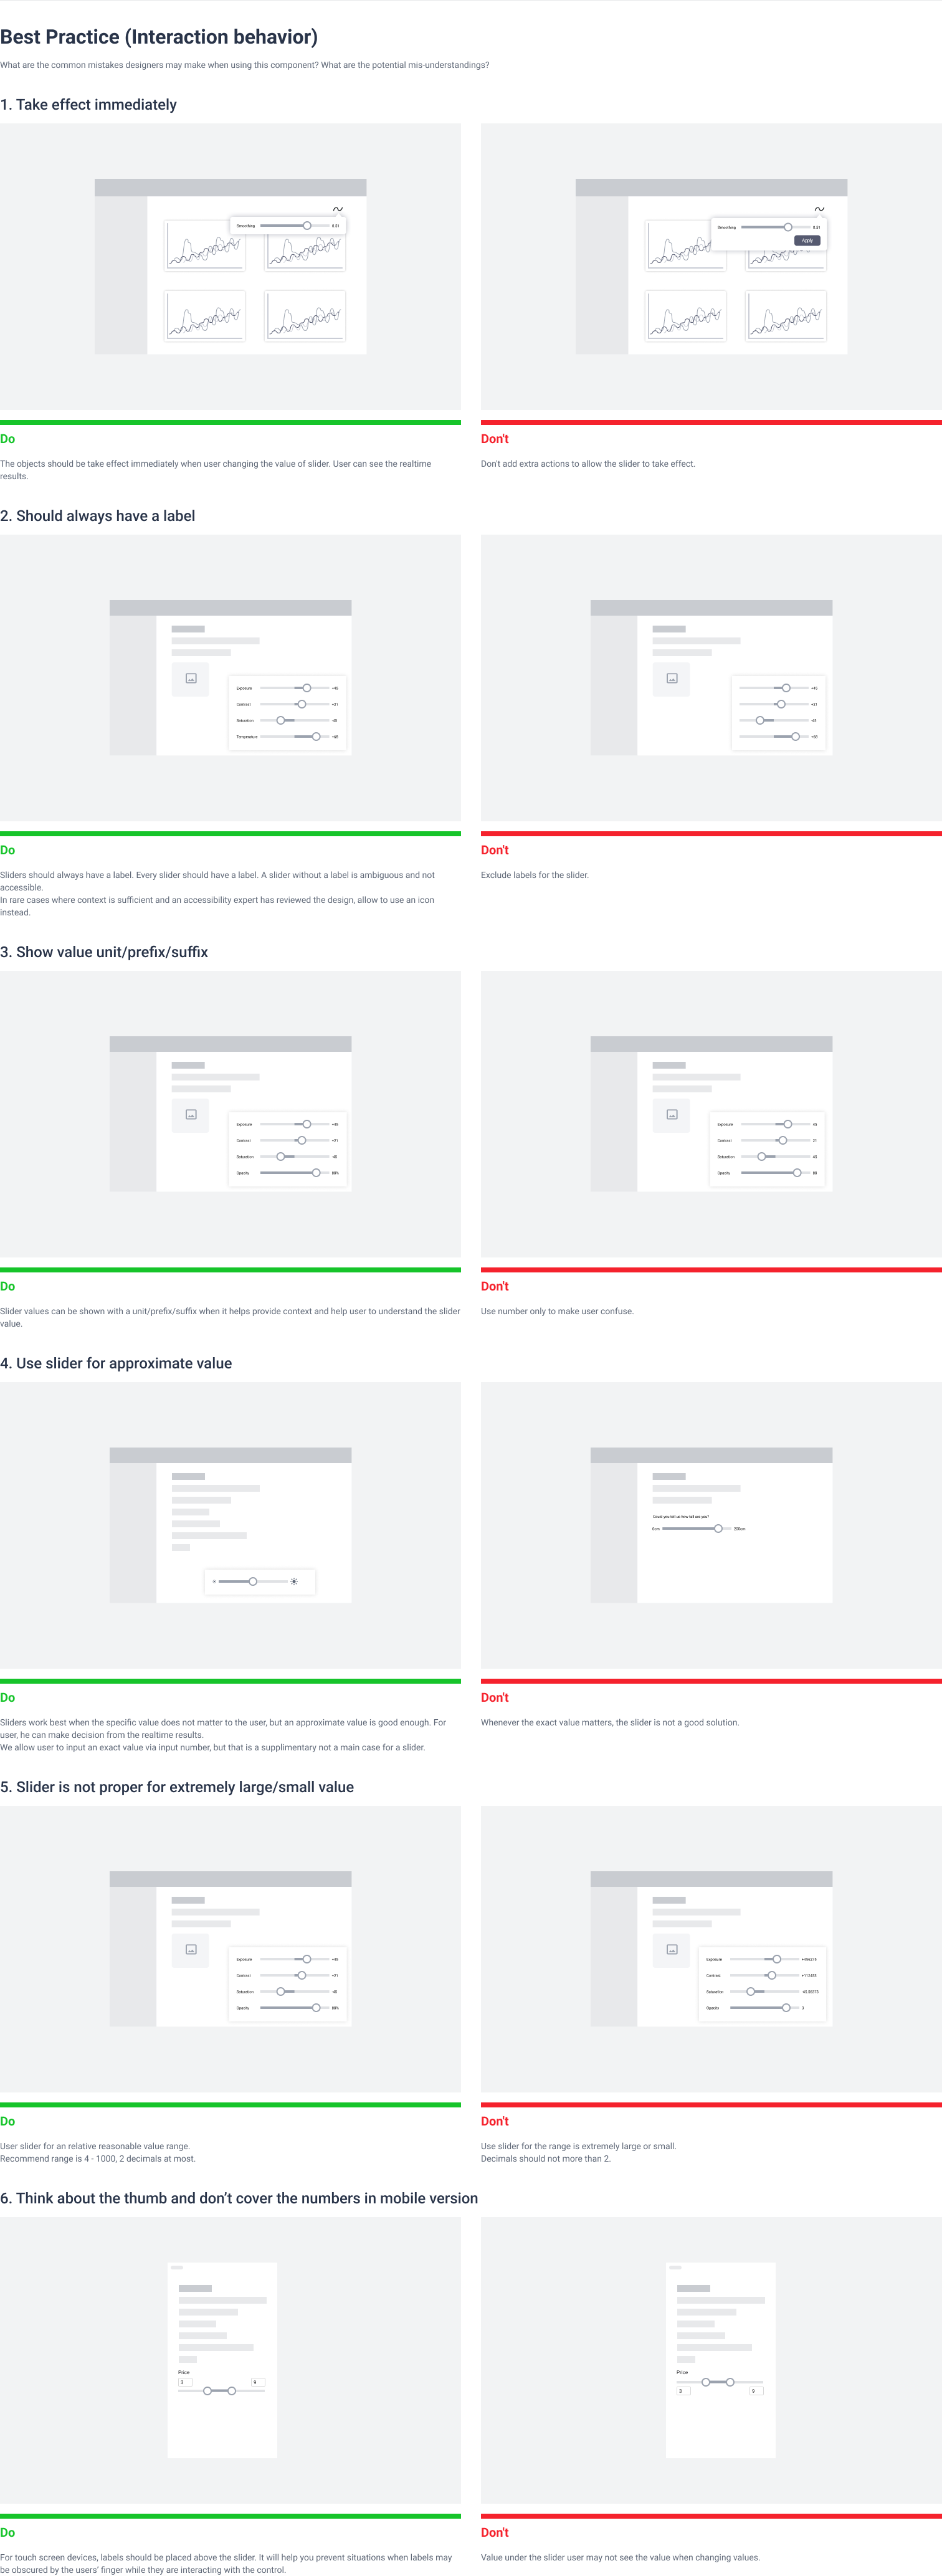 Best Practice (Interaction behavior)
What are the common mistakes designers may make when using this component? What are the potential mis-understandings?
1. Take effect immediately
Smoothing 0.51
Smoothing 0.51
Apply
Do
The objects should be take effect immediately when user changing the value of slider. User can see the realtime
results.
Don't
Don't add extra actions to allow the slider to take effect.
2. Should always have a label
Exposure +45
Contrast +21
Saturation -45
Temperature +68
+45
+21
-45
+68
Do
Sliders should always have a label. Every slider should have a label. A slider without a label is ambiguous and not
accessible.
In rare cases where context is sufficient and an accessibility expert has reviewed the design, allow to use an icon
instead.
Don't
Exclude labels for the slider.
3. Show value unit/prefix/suffix
Exposure +45
Contrast +21
Saturation -45
Opacity 88%
Exposure 45
Contrast 21
Saturation 45
Opacity 88
Do
Slider values can be shown with a unit/prefix/suffix when it helps provide context and help user to understand the slider
value.
Don't
Use number only to make user confuse.
4. Use slider for approximate value
Could you tell us how tall are you?
0cm 200cm
Do
Sliders work best when the specific value does not matter to the user, but an approximate value is good enough. For
user, he can make decision from the realtime results.
We allow user to input an exact value via input number, but that is a supplimentary not a main case for a slider.
Don't
Whenever the exact value matters, the slider is not a good solution.
5. Slider is not proper for extremely large/small value
Exposure +45
Contrast +21
Saturation -45
Opacity 88%
Exposure
Contrast
Saturation
Opacity
Do
User slider for an relative reasonable value range.
Recommend range is 4 - 1000, 2 decimals at most.
Don't
Use slider for the range is extremely large or small.
Decimals should not more than 2.
6. Think about the thumb and don’t cover the numbers in mobile version
Price
3 9
Price
3 9
Do
For touch screen devices, labels should be placed above the slider. It will help you prevent situations when labels may
be obscured by the users’ finger while they are interacting with the control.
Don't
Value under the slider user may not see the value when changing values.